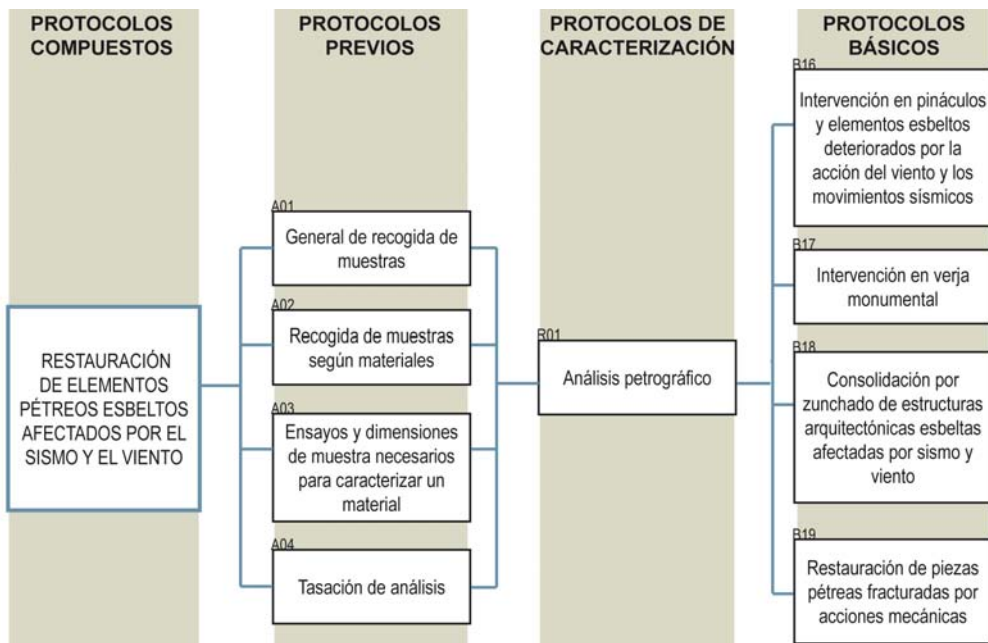 PROTOCOLOS
COMPUESTOS
PROTOCOLOS
PREVIOS
PROTOCOLOS DE
CARACTERIZACIÓN
PROTOCOLOS
BÁSICOS
RESTAURACIÓN
DE ELEMENTOS
PÉTREOS ESBELTOS
AFECTADOS POR EL
SISMO Y EL VIENTO
A01
General de recogida de
muestras
A02
Recogida de muestras
según materiales
A03
Ensayos y dimensiones
de muestra necesarios
para caracterizar un
material
A04
Tasación de análisis
R01
Análisis petrográfico
B16
Intervención en pináculos
y elementos esbeltos
deteriorados por la
acción del viento y los
movimientos sísmicos
B17
Intervención en verja
monumental
B18
Consolidación por
zunchado de estructuras
arquitectónicas esbeltas
afectadas por sismo y
viento
B19
Restauración de piezas
pétreas fracturadas por
acciones mecánicas